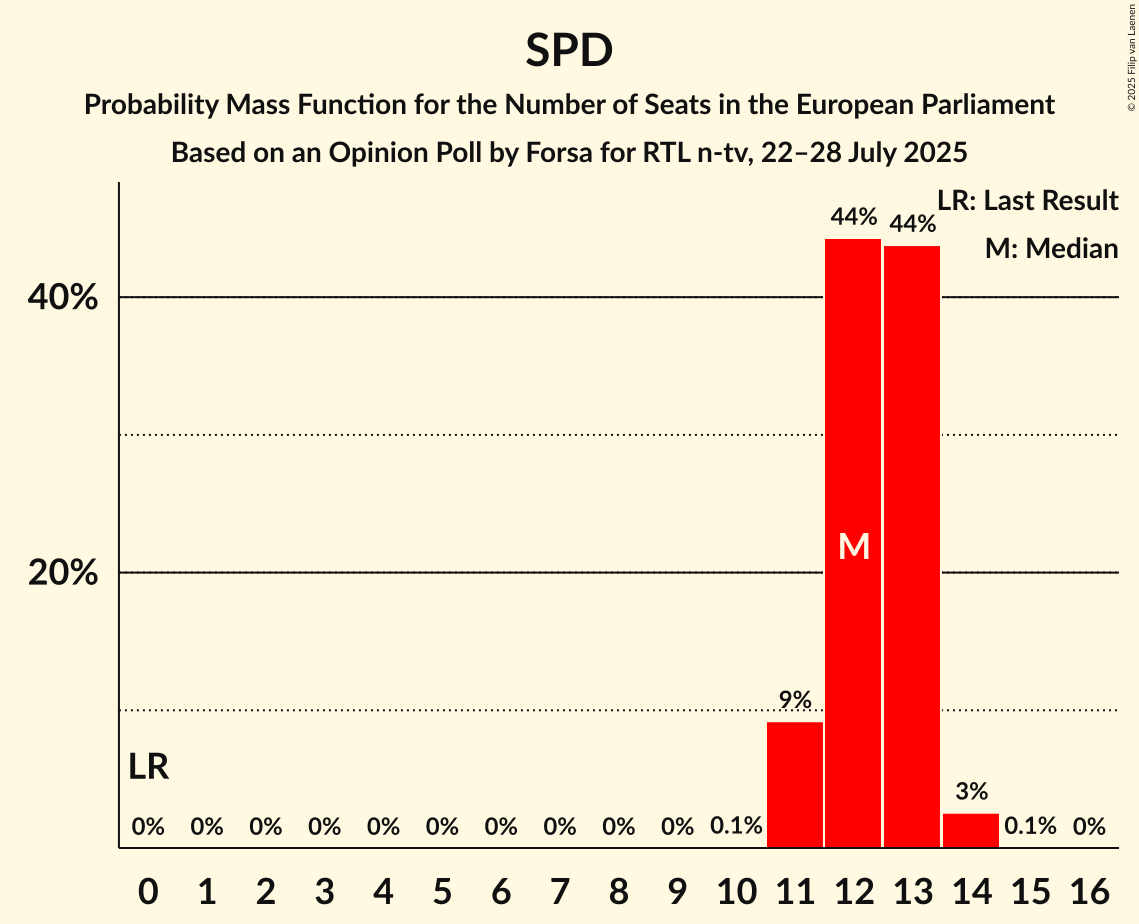 SPD
Probability Mass Function for the Number of Seats in the European Parliament
Based on an Opinion Poll by Forsa for RTL n-tv, 22–28 July 2025
© 2025 Filip van Laenen
LR: Last Result
M: Median
44% 44%
40%
M
20%
9%
LR
3%
0% 0% 0% 0% 0% 0% 0% 0% 0% 0% 0.1% 0.1% 0%
0 1 2 3 4 5 6 7 8 9 10 11 12 13 14 15 16